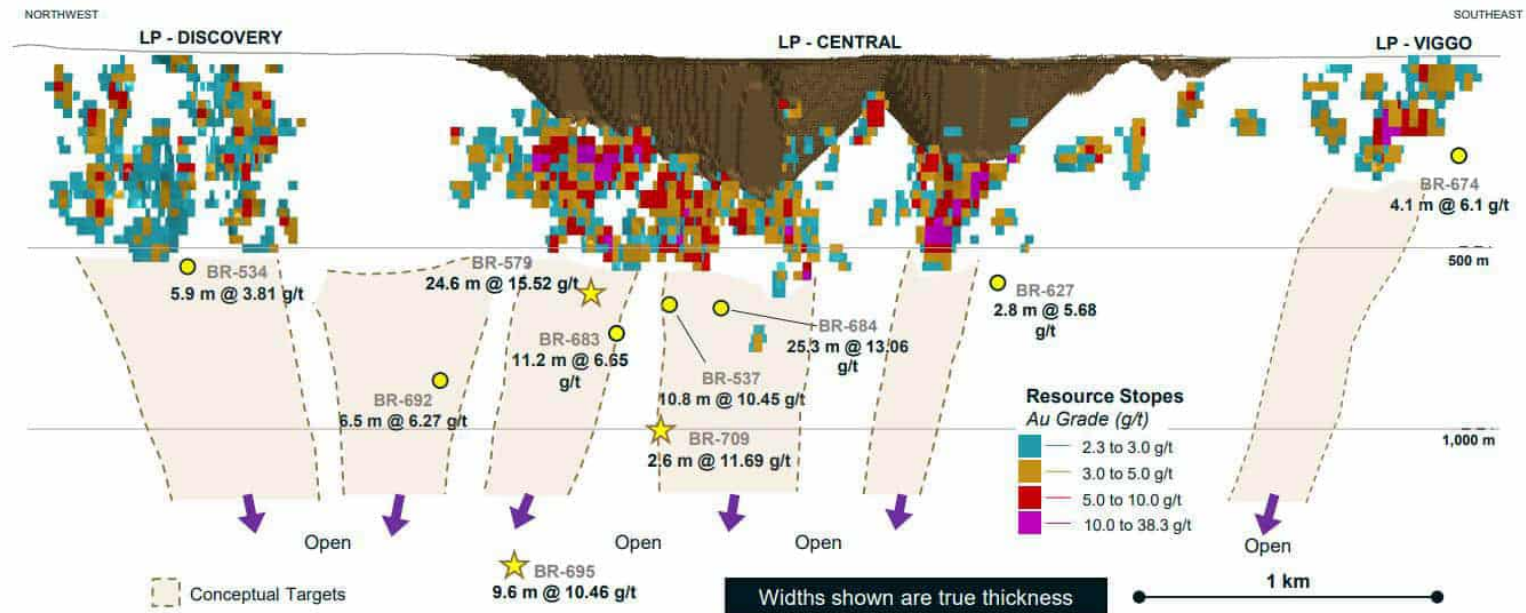 NORTHWEST
SOUTHEAST
LP - DISCOVERY
LP - CENTRAL
LP - VIGGO
BR-674
4.1 m @ 6.1 g/t
500 m
BR-534
5.9 m @ 3.81 g/t
BR-579
24.6 m @ 15.52 g/t
BR-627
2.8 m @ 5.68
g/t
BR-683
11.2 m @ 6.65
g/t
BR-684
25.3 m @ 13.06
g/t
BR-537
10.8 m @ 10.45 g/t
BR-692
6.5 m @ 6.27 g/t
BR-709
2.6 m @ 11.69 g/t
Resource Stopes
Au Grade (g/t)
2.3 to 3.0 g/t
3.0 to 5.0 g/t
5.0 to 10.0 g/t
10.0 to 38.3 g/t
1,000 m
Open
Open
Open
Open
BR-695
9.6 m @ 10.46 g/t
Conceptual Targets
Widths shown are true thickness
1 km